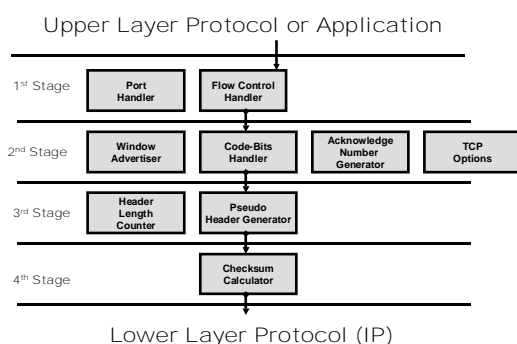 Upper Layer Protocol or Application
1st Stage
Port
Handler
Flow Control
Handler
2nd Stage
Window
Advertiser
Code-Bits
Handler
Acknowledge
Number
Generator
TCP
Options
3rd Stage
Header
Length
Counter
Pseudo
Header Generator
4th Stage
Checksum
Calculator
Lower Layer Protocol (IP)